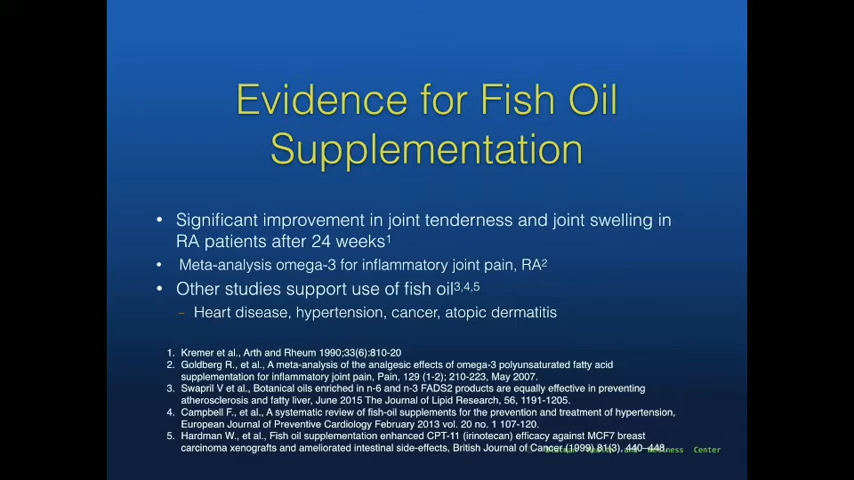 Evidence for Fish Oil
Supplementation
• Significant improvement in joint tenderness and joint swelling in
RA patients after 24 weeks1
• Meta-analysis omega-3 for inflammatory joint pain, RA2
• Other studies support use of fish oil3,4,5
– Heart disease, hypertension, cancer, atopic dermatitis
1. Kremer et al., Arth and Rheum 1990;33(6):810-20
2. Goldberg R., et al., A meta-analysis of the analgesic effects of omega-3 polyunsaturated fatty acid
supplementation for inflammatory joint pain, Pain, 129 (1-2); 210-223, May 2007.
3. Swapril V et al., Botanical oils enriched in n-6 and n-3 FADS2 products are equally effective in preventing
atherosclerosis and fatty liver, June 2015 The Journal of Lipid Research, 56, 1191-1205.
4. Campbell F., et al., A systematic review of fish-oil supplements for the prevention and treatment of hypertension,
European Journal of Preventive Cardiology February 2013 vol. 20 no. 1 107-120.
5. Hardman W., et al., Fish oil supplementation enhanced CPT-11 (irinotecan) efficacy against MCF7 breast
carcinoma xenografts and ameliorated intestinal side-effects, British Journal of Cancer (1999) 81(3), 440–448
Center